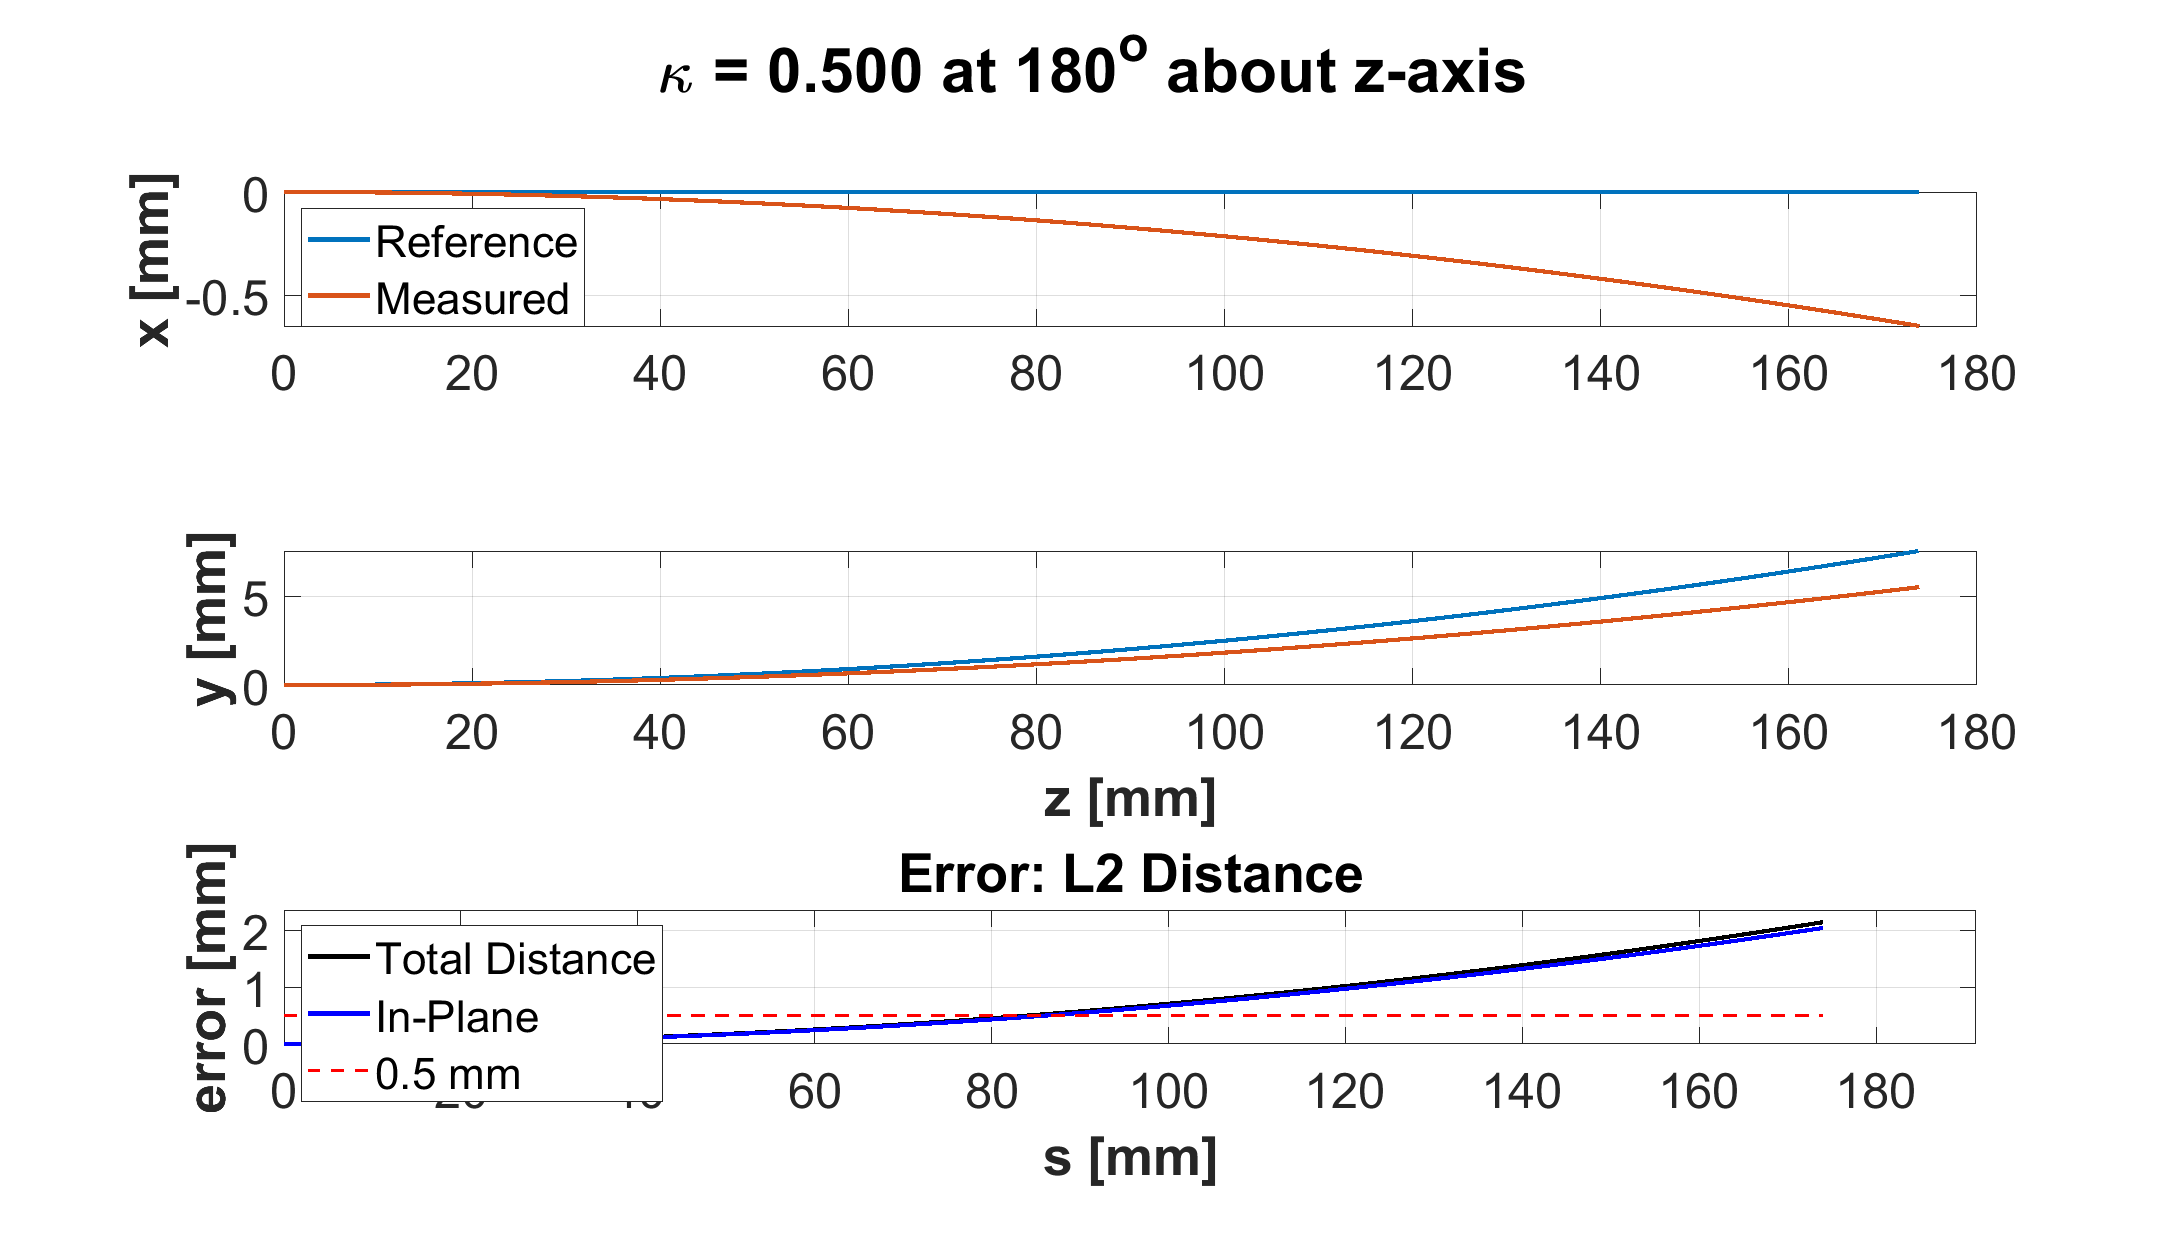 κ = 0.500 at 180° about z-axis
x [mm]
0
-0.5
Reference
Measured
0 20 40 60 80 100 120 140 160 180
y [mm]
5
0
0 20 40 60 80 100 120 140 160 180
z [mm]
Error: L2 Distance
error [mm]
2
1
0
Total Distance
In-Plane
0.5 mm
0 20 40 60 80 100 120 140 160 180
s [mm]